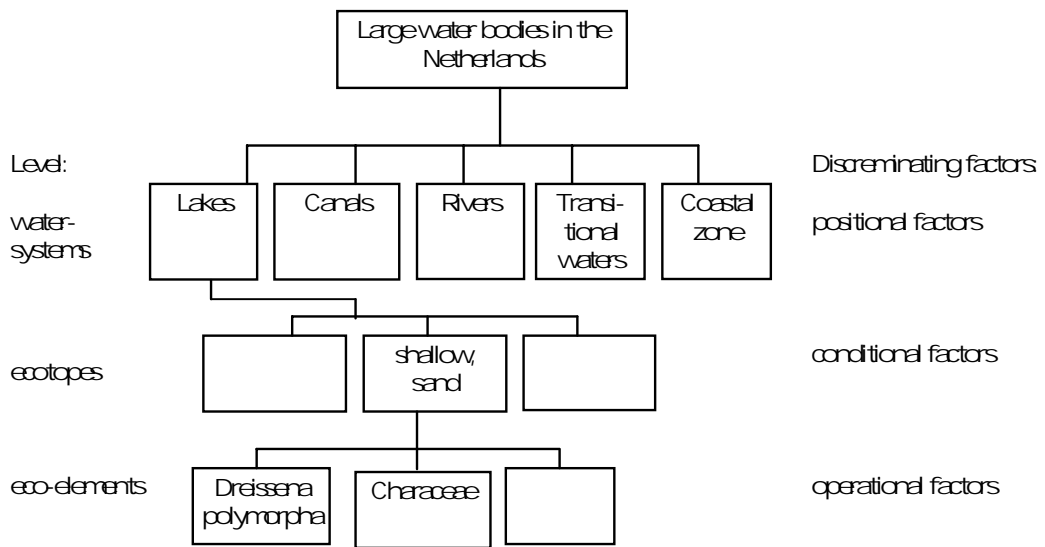 Large water bodies in the
Netherlands
Level:
Discreminating factors:
Lakes
Canals
Rivers
Transi-
tional
waters
Coastal
zone
water-
systems
positional factors
shallow,
sand
ecotopes
conditional factors
eco-elements
Dreissena
polymorpha
Characeae
operational factors